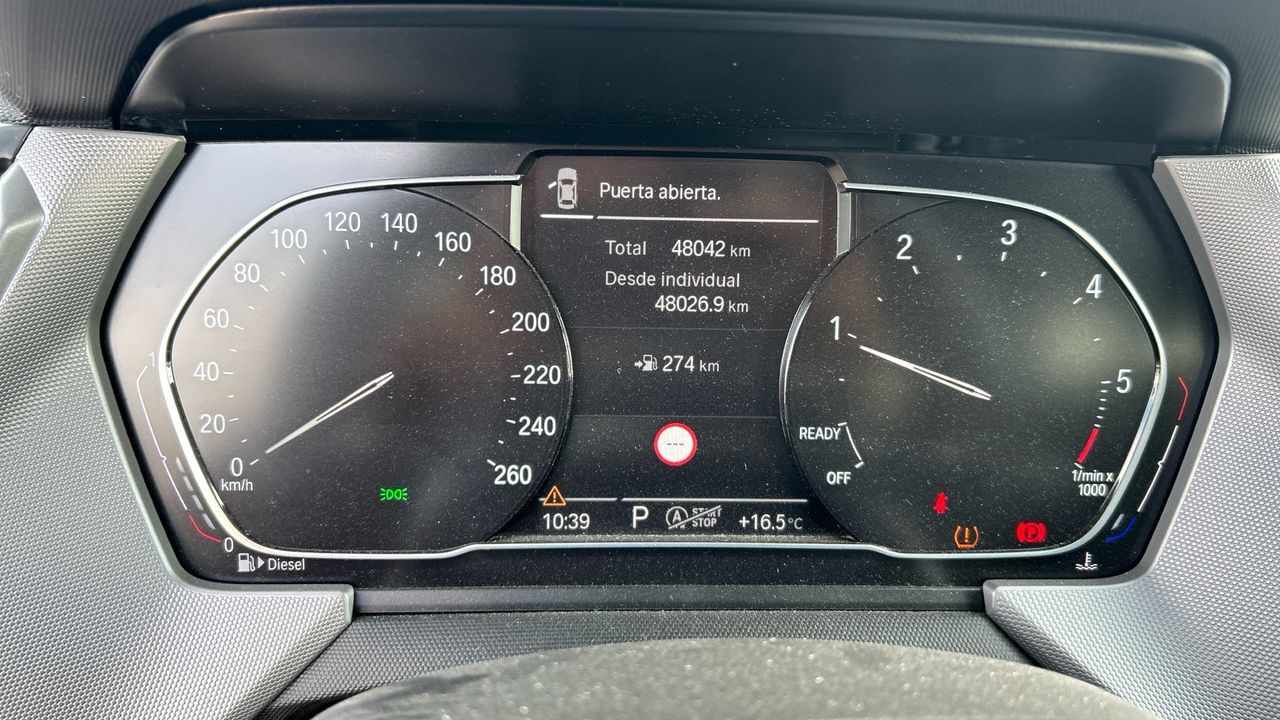 Puerta abierta.
Total 48042 km
Desde individual
48026.9 km
274 km
---
10:39 P A START STOP +16.5°C
0
20
40
60
80
100
120
140
160
180
200
220
240
260
km/h
1
0
Diesel
1
2
3
4
5
READY
OFF
1/min x
1000
P